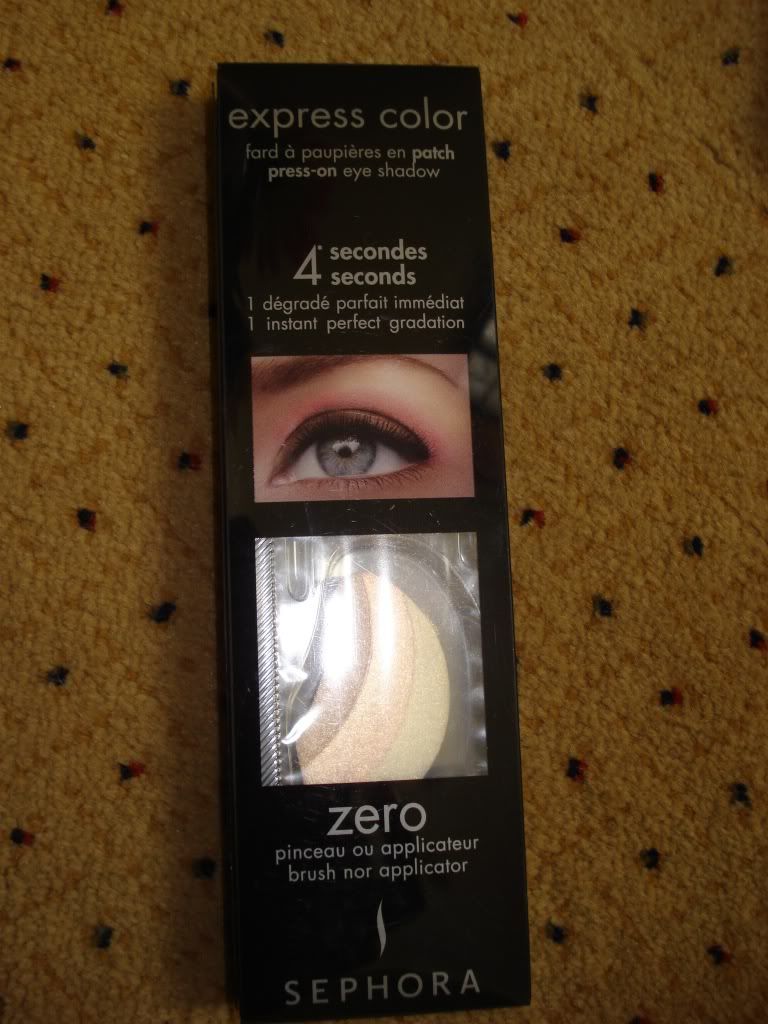 express color
fard à paupières en patch
press-on eye shadow
4* secondes
seconds
1 dégradé parfait immédiat
1 instant perfect gradation
zero
pinceau ou applicateur
brush nor applicator
SEPHORA